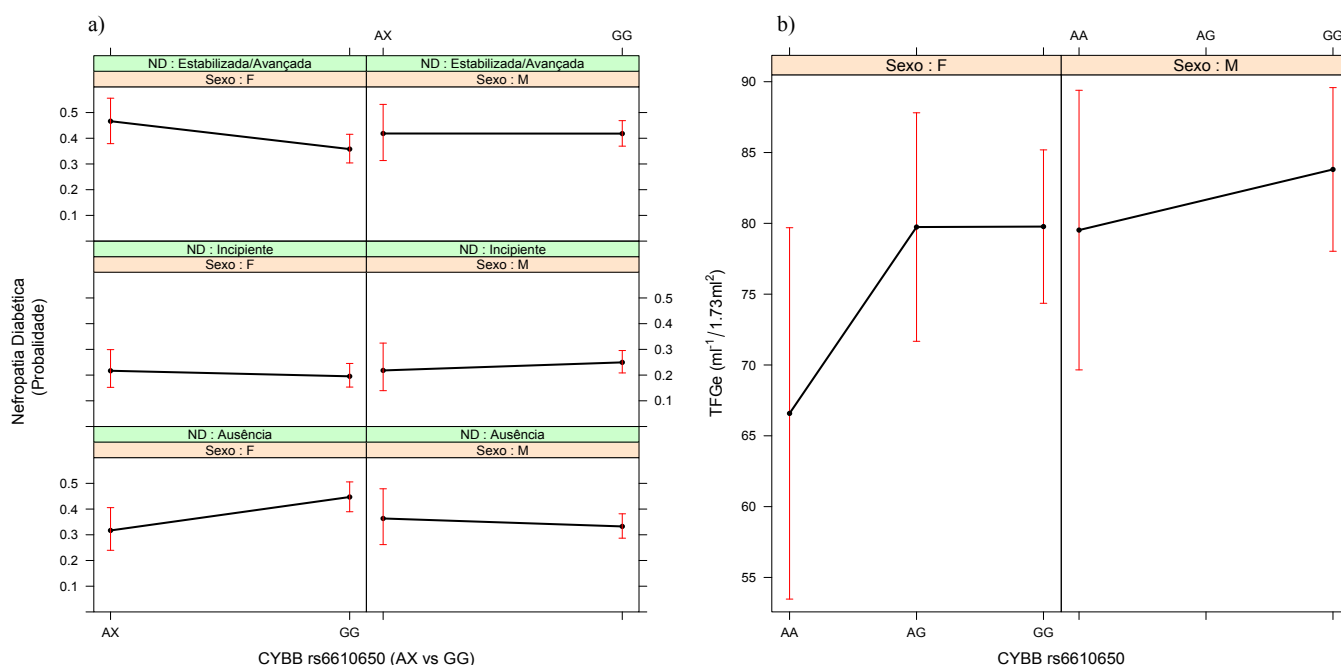 a)
AX GG
ND : Estabilizada/Avançada ND : Estabilizada/Avançada
Sexo : F Sexo : M
0.5
0.4
0.3
0.2
0.1
ND : Incipiente ND : Incipiente
Sexo : F Sexo : M
0.5
0.4
0.3
0.2
0.1
ND : Ausência ND : Ausência
Sexo : F Sexo : M
0.5
0.4
0.3
0.2
0.1
AX GG
Nefropatia Diabética
(Probalidade)
CYBB rs6610650 (AX vs GG)
b)
AA AG GG
Sexo : F Sexo : M
90
85
80
75
70
65
60
55
AA AG GG
TFGe (ml⁻¹/1.73ml²)
CYBB rs6610650